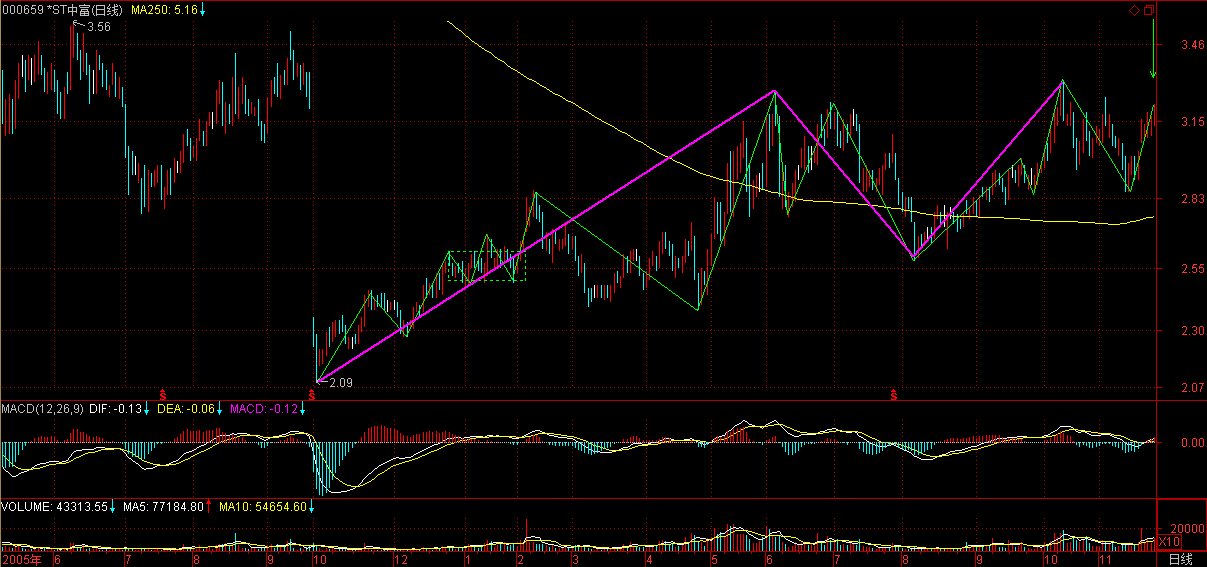 000659 *ST中富(日线) MA250: 5.16↓
3.56
3.46
3.15
2.83
2.55
2.30
2.09
2.07
S S S
MACD(12,26,9) DIF: -0.13↓ DEA: -0.06↓ MACD: -0.12↓
0.00
VOLUME: 43313.55↓ MA5: 77184.80↑ MA10: 54654.60↓
20000
X10
2005年 6 7 8 9 10 12 1 2 3 4 5 6 7 8 9 10 11 日线